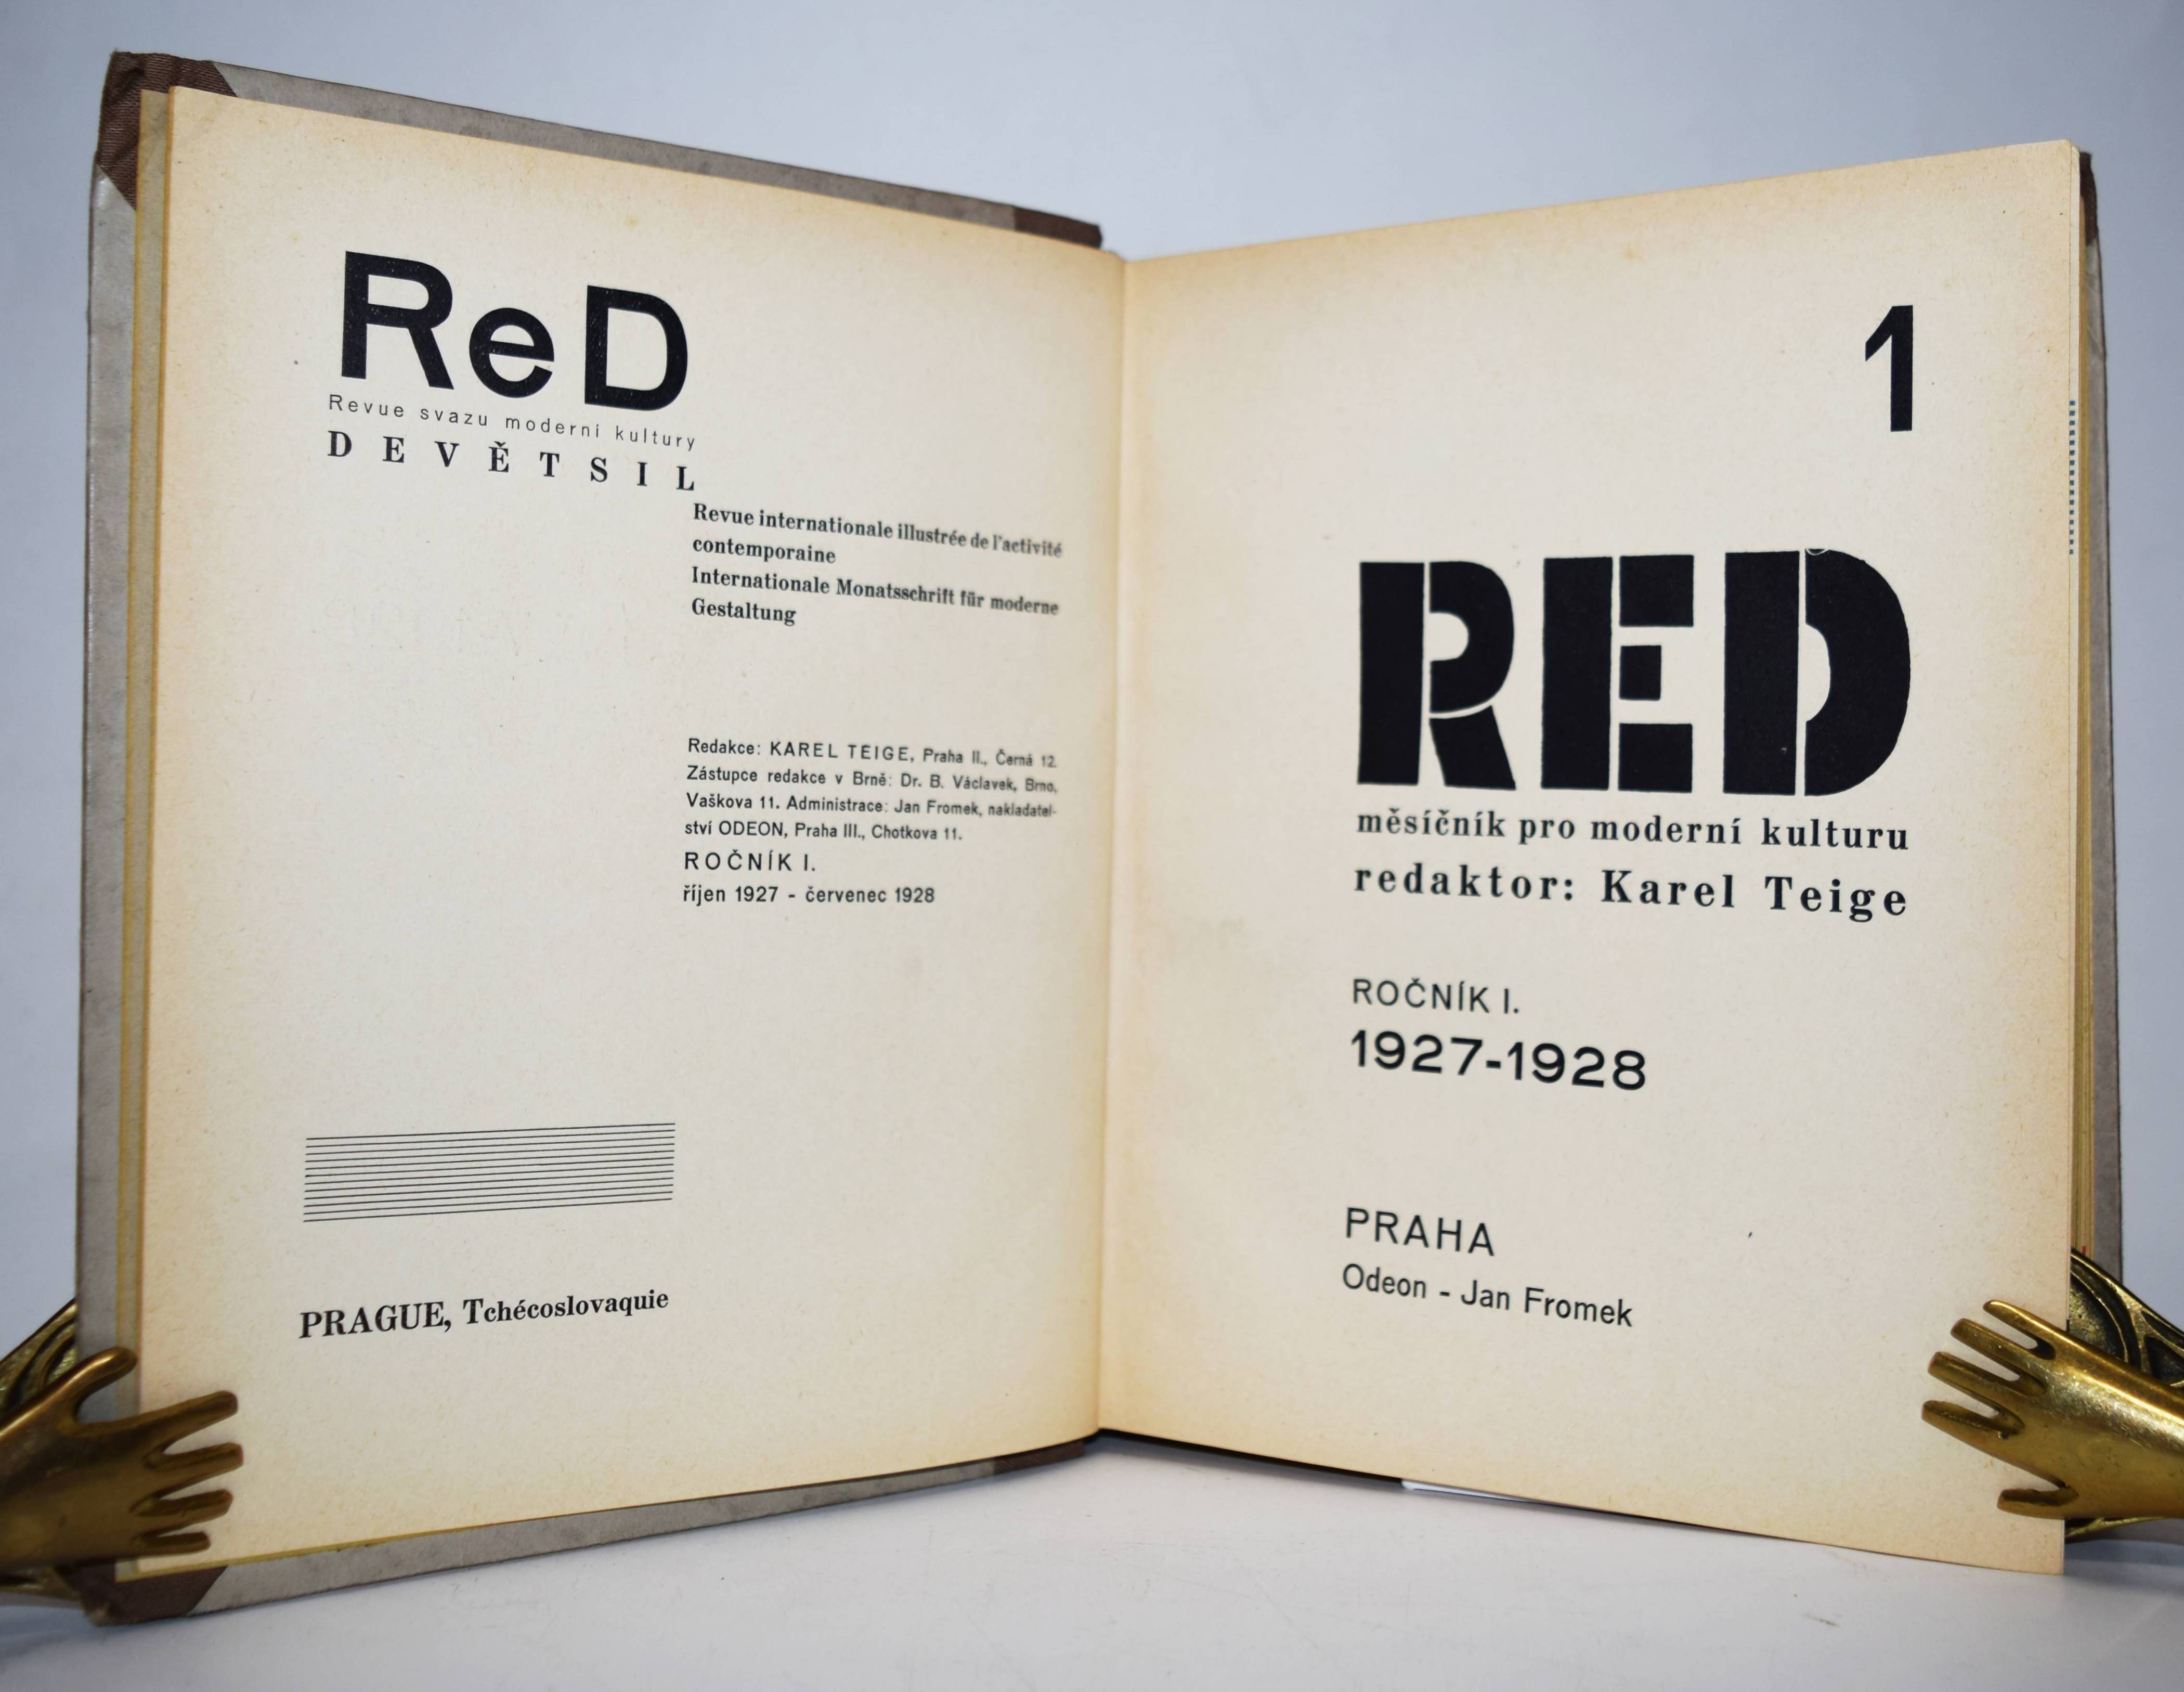 ReD
Revue svazu moderní kultury
DEVĚTSIL
Revue internationale illustrée de l'activité
contemporaine
Internationale Monatsschrift für moderne
Gestaltung
Redakce: KAREL TEIGE, Praha II., Černá 12.
Zástupce redakce v Brně: Dr. B. Václavek, Brno,
Vaškova 11. Administrace: Jan Fromek, nakladatel-
ství ODEON, Praha III., Chotkova 11.
ROČNÍK I.
říjen 1927 - červenec 1928
PRAGUE, Tchécoslovaquie
1
RED
měsíčník pro moderní kulturu
redaktor: Karel Teige
ROČNÍK I.
1927-1928
PRAHA
Odeon - Jan Fromek